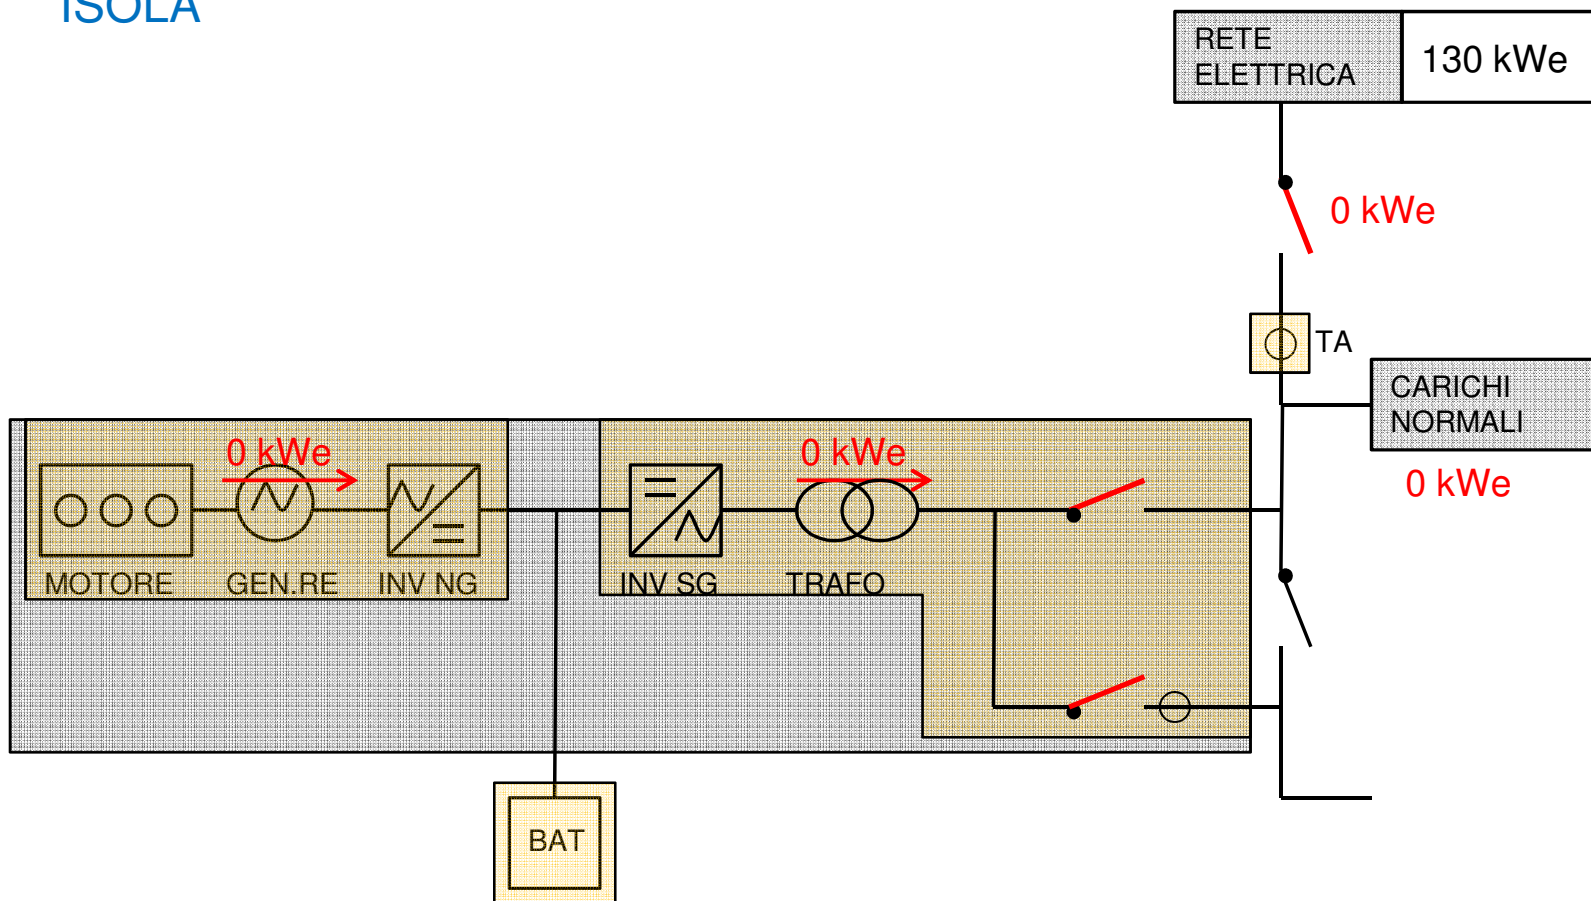 ISOLA
RETE
ELETTRICA
130 kWe
0 kWe
TA
CARICHI
NORMALI
0 kWe
0 kWe
0 kWe
MOTORE
GEN.RE
INV NG
INV SG
TRAFO
BAT